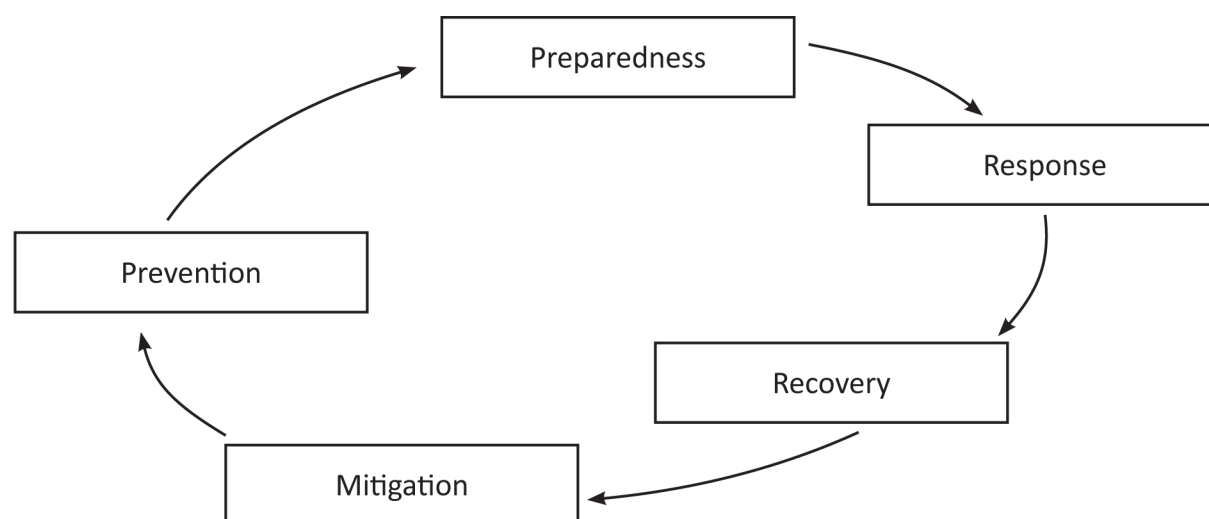 Preparedness
Response
Prevention
Recovery
Mitigation